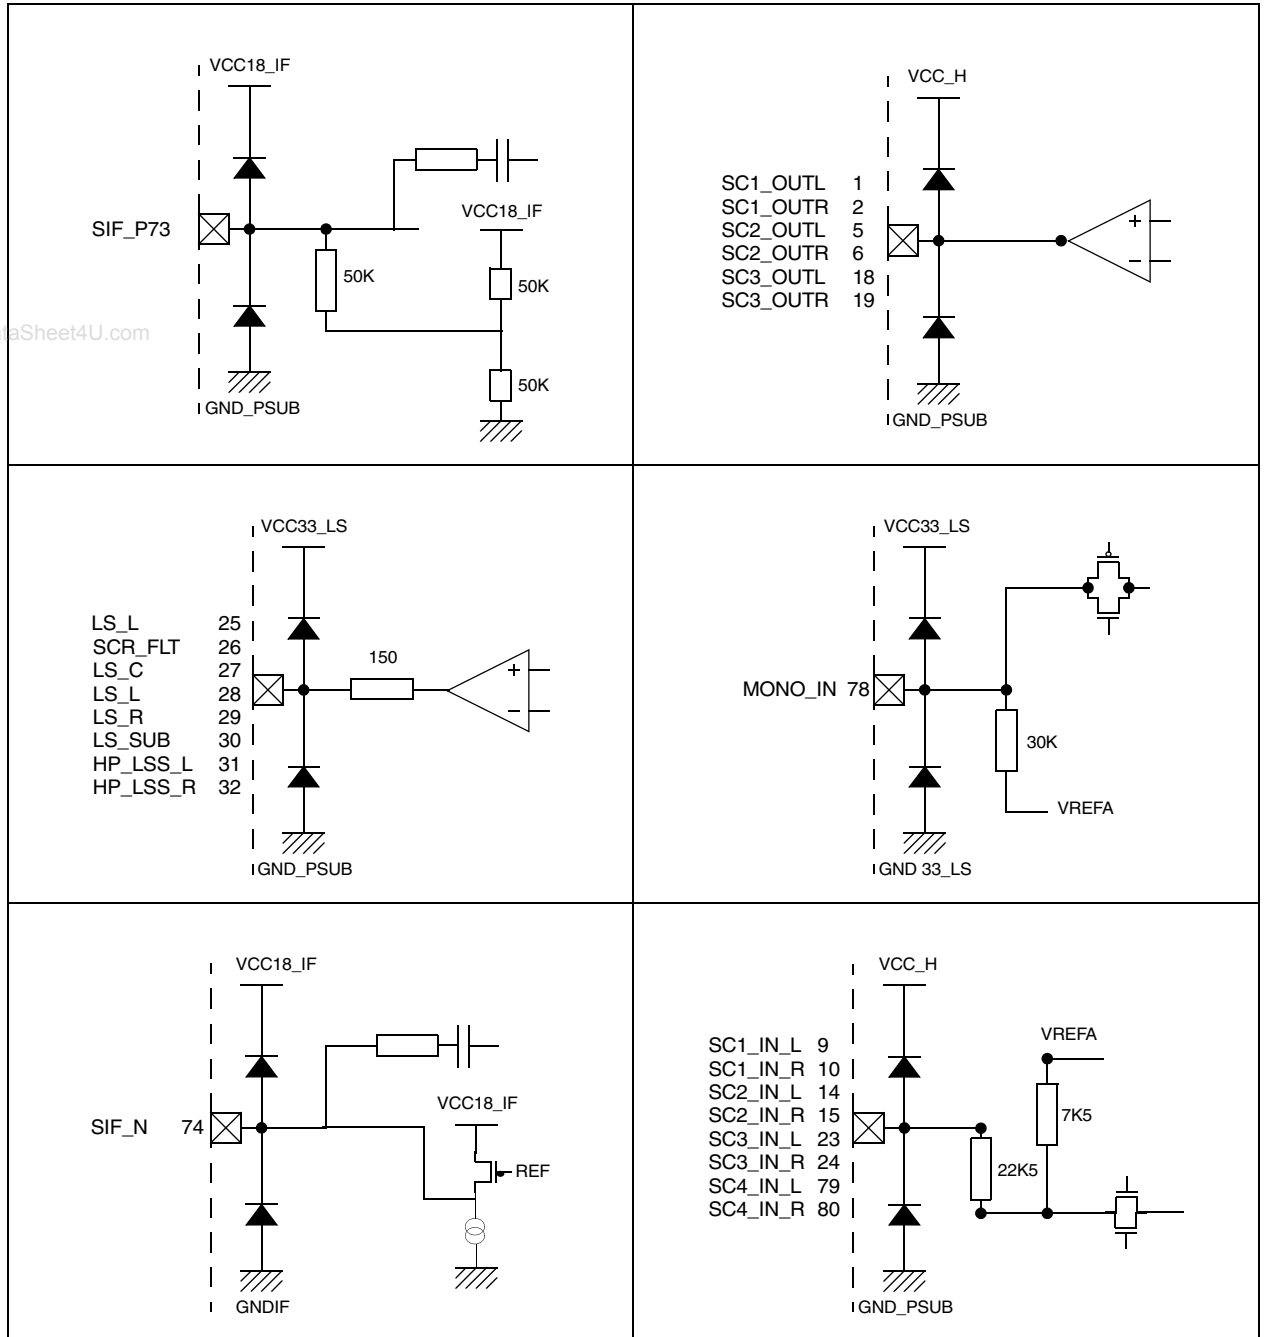 VCC18_IF
SIF_P73
VCC18_IF
50K
50K
50K
GND_PSUB
VCC_H
SC1_OUTL 1
SC1_OUTR 2
SC2_OUTL 5
SC2_OUTR 6
SC3_OUTL 18
SC3_OUTR 19
+
−
GND_PSUB
taSheet4U.com
VCC33_LS
LS_L 25
SCR_FLT 26
LS_C 27
LS_L 28
LS_R 29
LS_SUB 30
HP_LSS_L 31
HP_LSS_R 32
150
+
−
GND_PSUB
VCC33_LS
MONO_IN 78
30K
VREFA
GND 33_LS
VCC18_IF
SIF_N 74
VCC18_IF
REF
GNDIF
VCC_H
SC1_IN_L 9
SC1_IN_R 10
SC2_IN_L 14
SC2_IN_R 15
SC3_IN_L 23
SC3_IN_R 24
SC4_IN_L 79
SC4_IN_R 80
VREFA
7K5
22K5
GND_PSUB